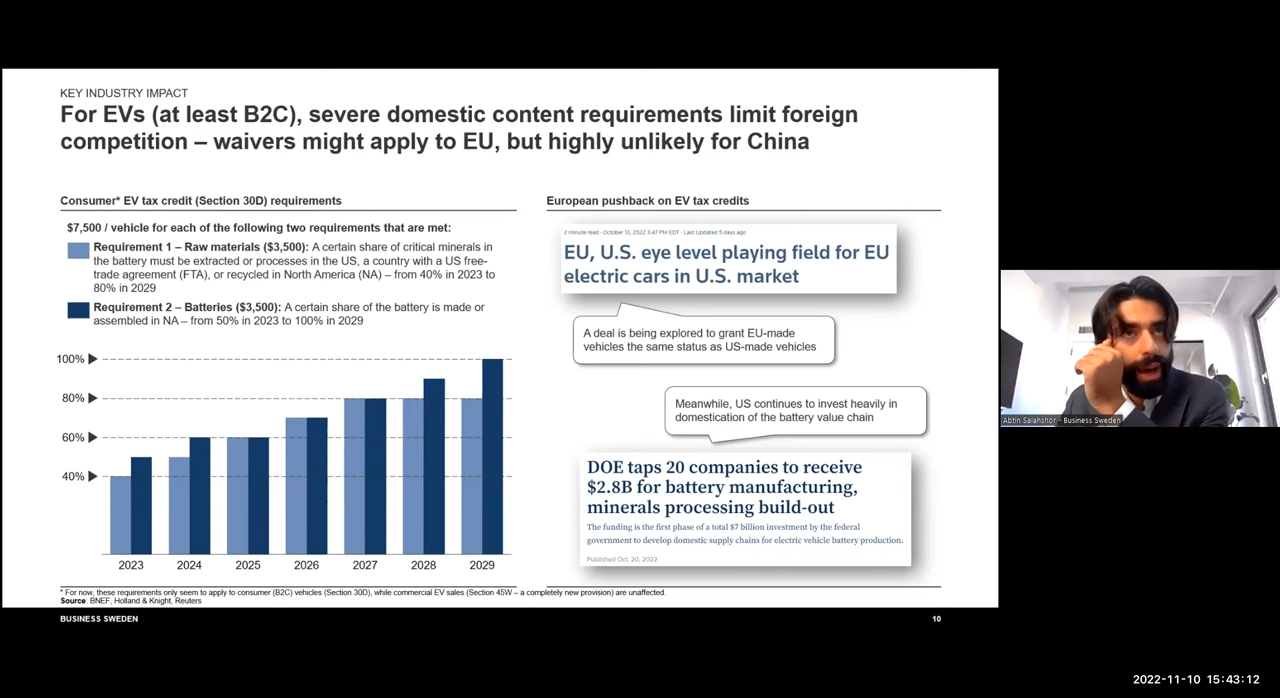 KEY INDUSTRY IMPACT
For EVs (at least B2C), severe domestic content requirements limit foreign
competition – waivers might apply to EU, but highly unlikely for China
Consumer* EV tax credit (Section 30D) requirements
$7,500 / vehicle for each of the following two requirements that are met:
Requirement 1 – Raw materials ($3,500): A certain share of critical minerals in
the battery must be extracted or processes in the US, a country with a US free-
trade agreement (FTA), or recycled in North America (NA) – from 40% in 2023 to
80% in 2029
Requirement 2 – Batteries ($3,500): A certain share of the battery is made or
assembled in NA – from 50% in 2023 to 100% in 2029
100%
80%
60%
40%
2023 2024 2025 2026 2027 2028 2029
European pushback on EV tax credits
2 minute read · October 13, 2022 3:47 PM EDT · Last Updated 5 days ago
EU, U.S. eye level playing field for EU
electric cars in U.S. market
A deal is being explored to grant EU-made
vehicles the same status as US-made vehicles
Meanwhile, US continues to invest heavily in
domestication of the battery value chain
DOE taps 20 companies to receive
$2.8B for battery manufacturing,
minerals processing build-out
The funding is the first phase of a total $7 billion investment by the federal
government to develop domestic supply chains for electric vehicle battery production.
Published Oct. 20, 2022
* For now, these requirements only seem to apply to consumer (B2C) vehicles (Section 30D), while commercial EV sales (Section 45W – a completely new provision) are unaffected.
Source: BNEF, Holland & Knight, Reuters
BUSINESS SWEDEN
10
Abtin Salahshor - Business Sweden
2022-11-10 15:43:12